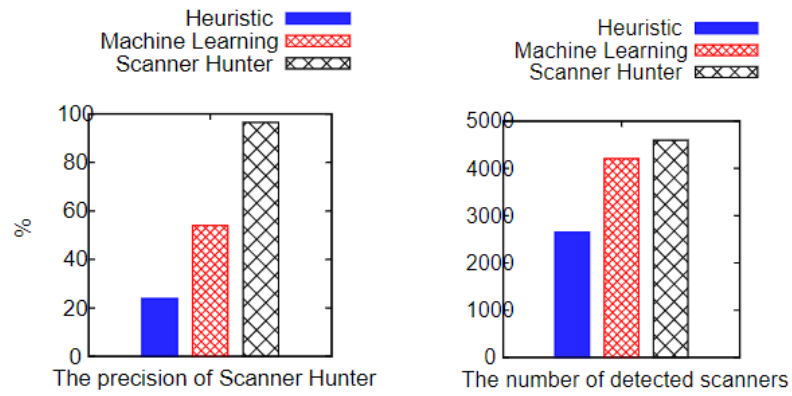 Heuristic
Machine Learning
Scanner Hunter
100
80
60
40
20
0
%
The precision of Scanner Hunter
Heuristic
Machine Learning
Scanner Hunter
5000
4000
3000
2000
1000
0
The number of detected scanners